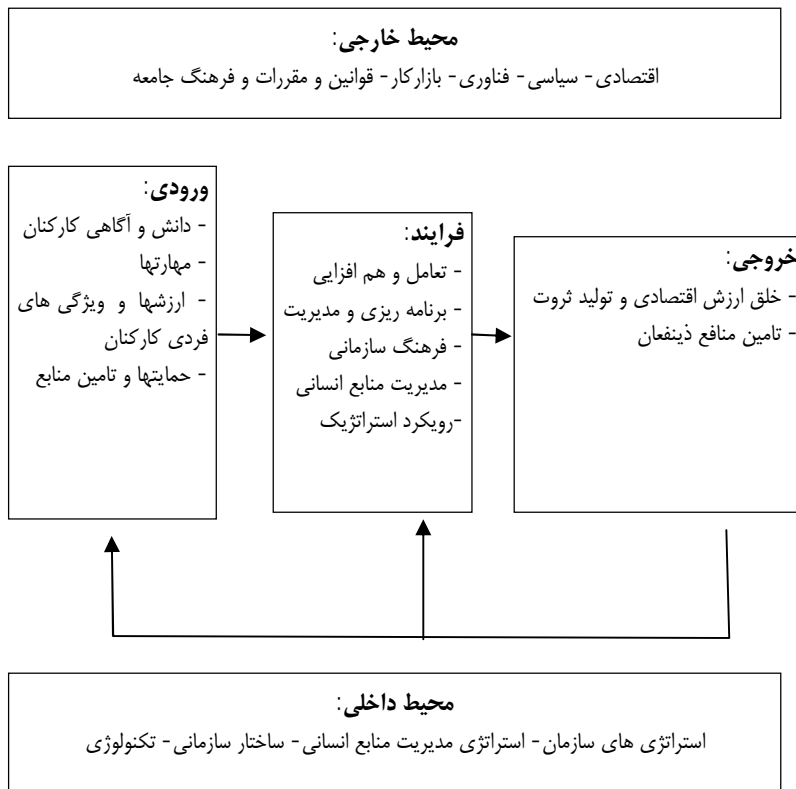 محیط خارجی:
اقتصادی- سیاسی- فناوری- بازارکار- قوانین و مقررات و فرهنگ جامعه
ورودی:
- دانش و آگاهی کارکنان
- مهارتها
- ارزشها و ویژگی های
فردی کارکنان
- حمایتها و تامین منابع
فرایند:
- تعامل و هم افزایی
- برنامه ریزی و مدیریت
- فرهنگ سازمانی
- مدیریت منابع انسانی
-رویکرد استراتژیک
خروجی:
- خلق ارزش اقتصادی و تولید ثروت
- تامین منافع ذینفعان
محیط داخلی:
استراتژی های سازمان- استراتژی مدیریت منابع انسانی- ساختار سازمانی- تکنولوژی